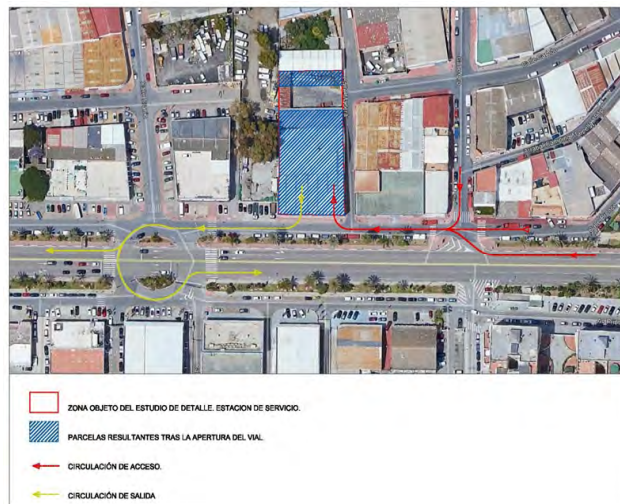 ZONA OBJETO DEL ESTUDIO DE DETALLE. ESTACION DE SERVICIO.
PARCELAS RESULTANTES TRAS LA APERTURA DEL VIAL.
CIRCULACIÓN DE ACCESO.
CIRCULACIÓN DE SALIDA